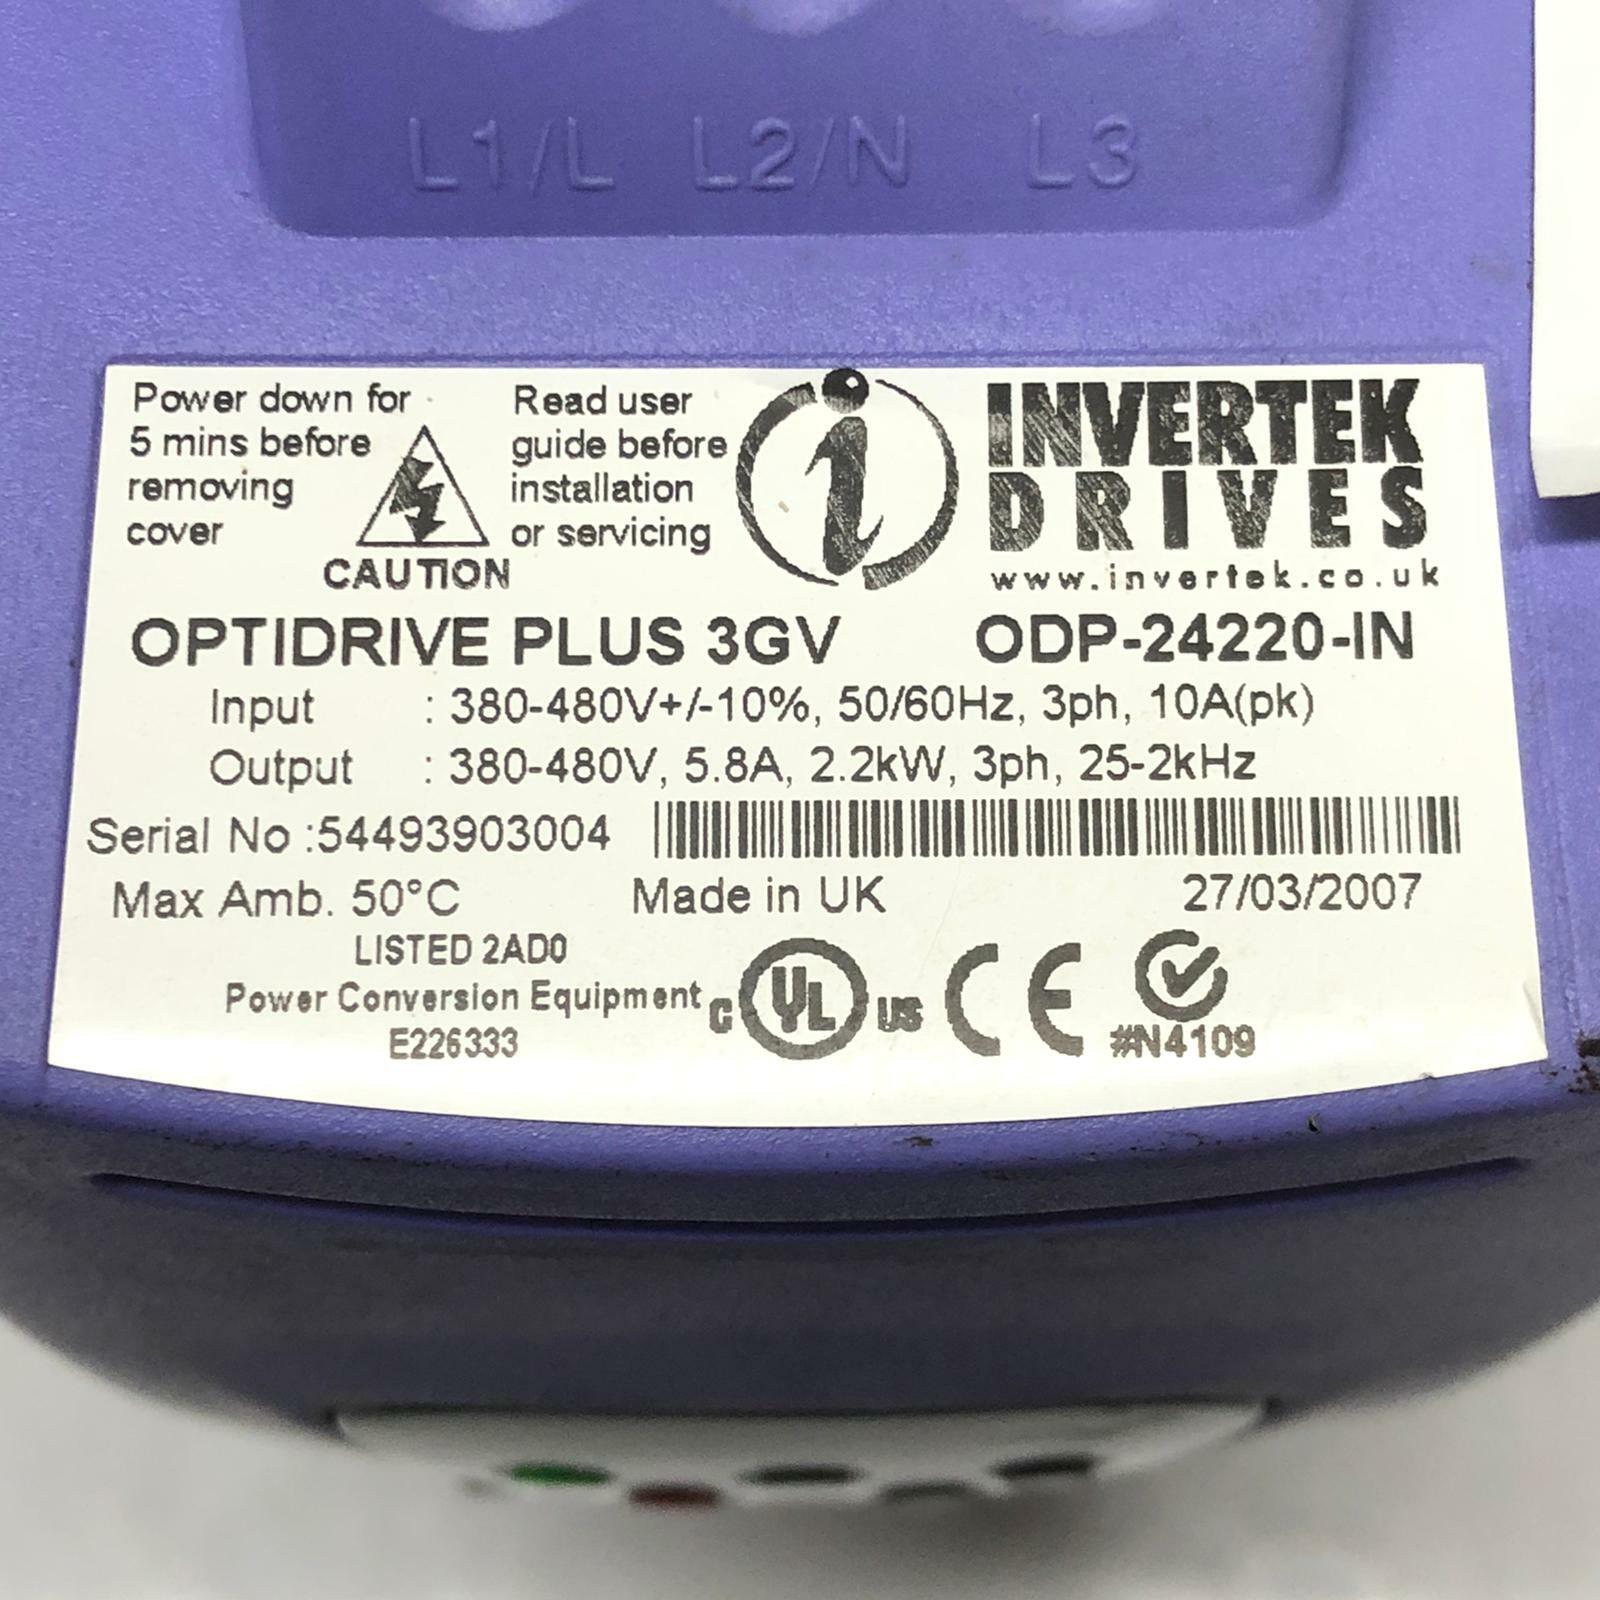 L1/L L2/N L3
Power down for
5 mins before
removing
cover
CAUTION
Read user
guide before
installation
or servicing
i
INVERTEK
DRIVES
www.invertek.co.uk
OPTIDRIVE PLUS 3GV ODP-24220-IN
Input : 380-480V+/-10%, 50/60Hz, 3ph, 10A(pk)
Output : 380-480V, 5.8A, 2.2kW, 3ph, 25-2kHz
Serial No :54493903004
Max Amb. 50°C Made in UK 27/03/2007
LISTED 2AD0
Power Conversion Equipment
E226333
c UL us CE
#N4109